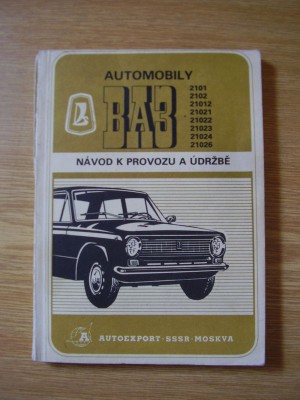 AUTOMOBILY
ВАЗ
2101
2102
21012
21021
21022
21023
21024
21026
NÁVOD K PROVOZU A ÚDRŽBĚ
A
AUTOEXPORT·SSSR·MOSKVA